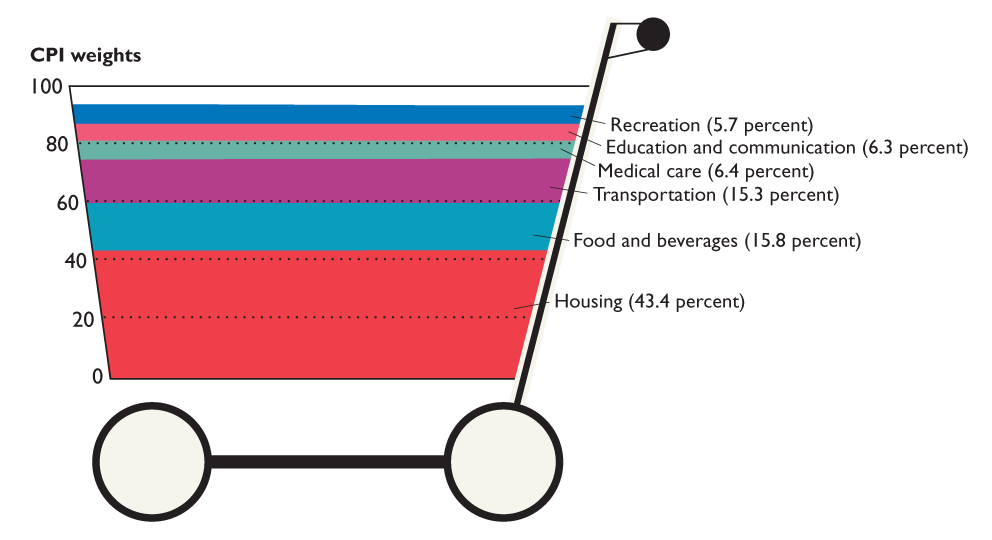 CPI weights
100
80
60
40
20
0
Recreation (5.7 percent)
Education and communication (6.3 percent)
Medical care (6.4 percent)
Transportation (15.3 percent)
Food and beverages (15.8 percent)
Housing (43.4 percent)